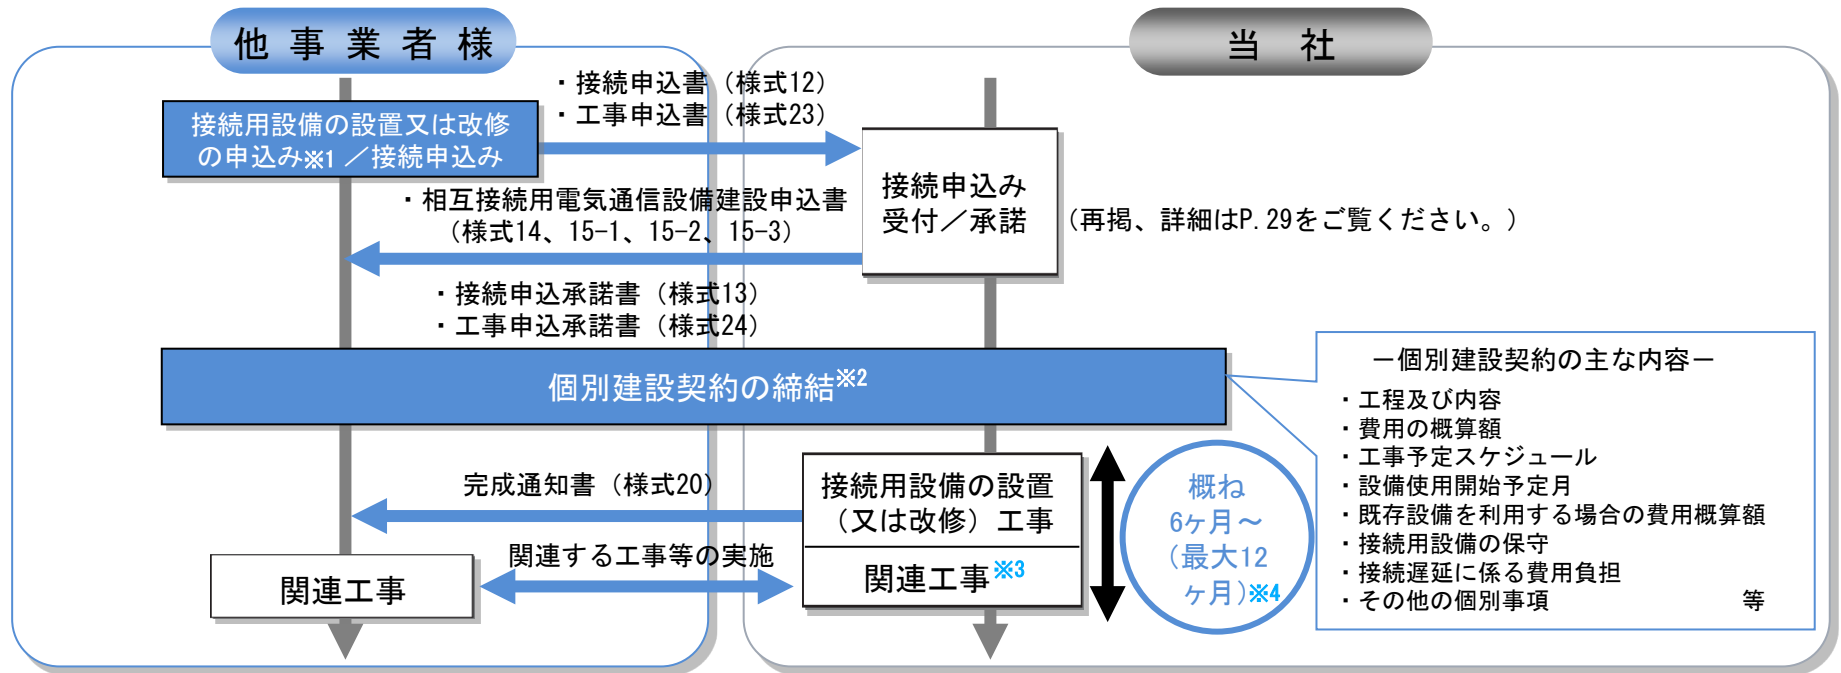 他事業者様
当社
・接続申込書（様式12）
・工事申込書（様式23）
接続用設備の設置又は改修
の申込み※1 ／接続申込み
・相互接続用電気通信設備建設申込書
（様式14、15-1、15-2、15-3）
接続申込み
受付／承諾
（再掲、詳細はP.29をご覧ください。）
・接続申込承諾書（様式13）
・工事申込承諾書（様式24）
個別建設契約の締結※2
－個別建設契約の主な内容－
・工程及び内容
・費用の概算額
・工事予定スケジュール
・設備使用開始予定月
・既存設備を利用する場合の費用概算額
・接続用設備の保守
・接続遅延に係る費用負担
・その他の個別事項 等
完成通知書（様式20）
接続用設備の設置
（又は改修）工事
関連工事※3
概ね
6ヶ月～
（最大12
ヶ月）※4
関連する工事等の実施
関連工事